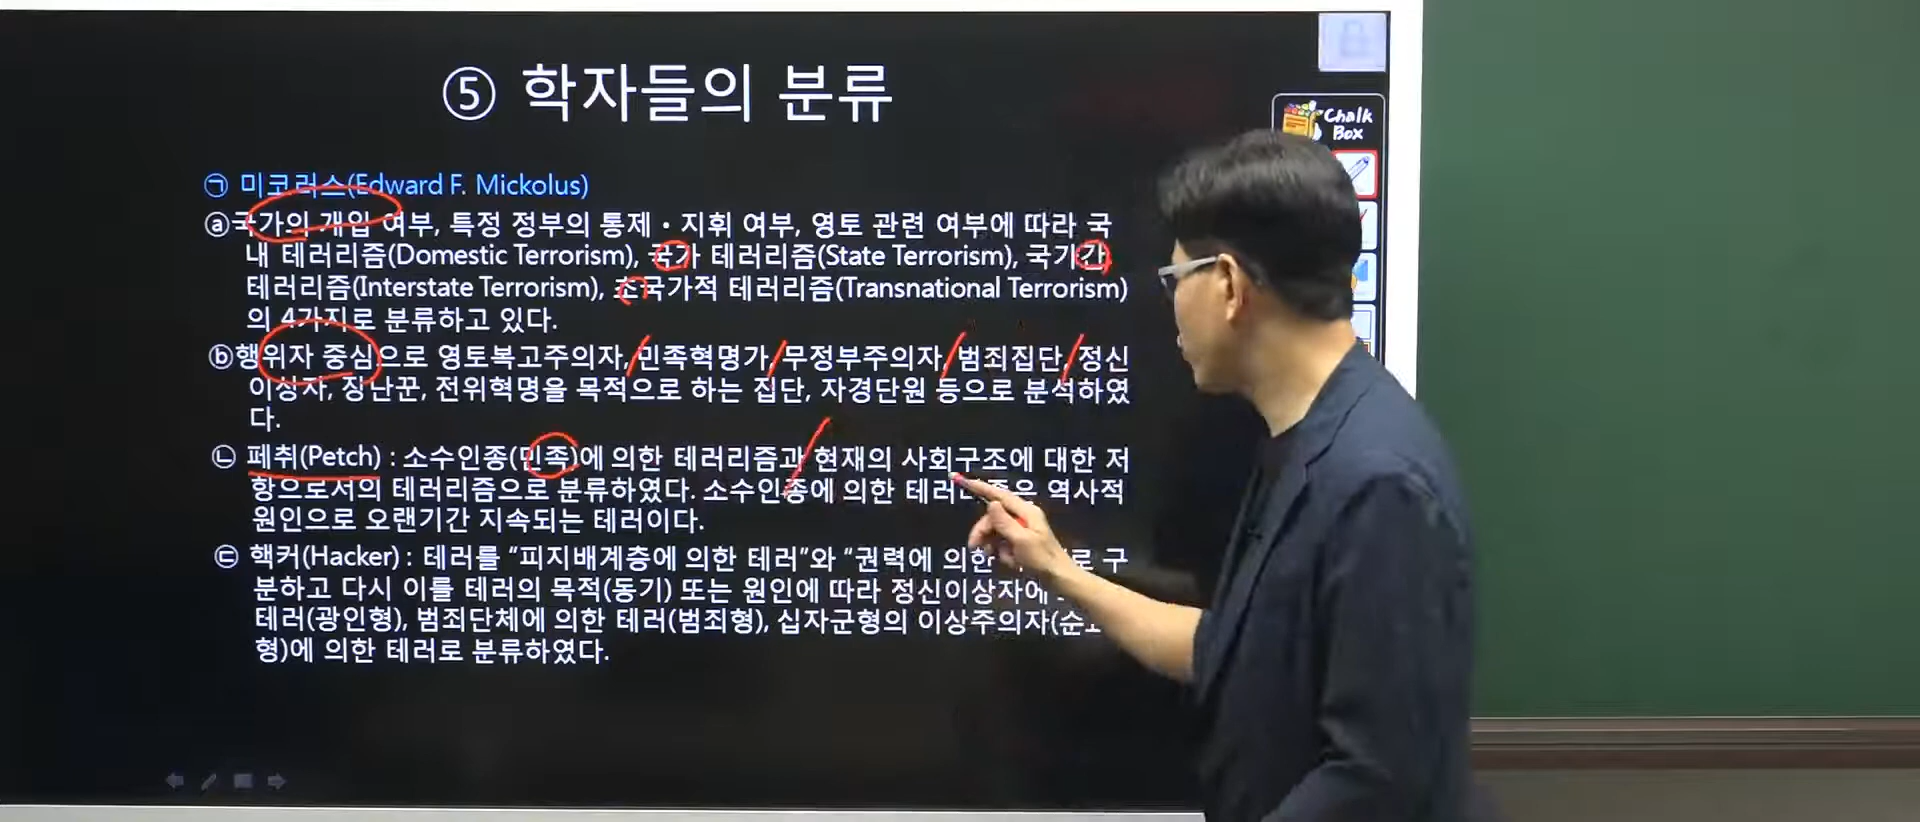 ⑤ 학자들의 분류
Chalk
Box
㉠ 미코러스(Edward F. Mickolus)
ⓐ국가의 개입 여부, 특정 정부의 통제・지휘 여부, 영토 관련 여부에 따라 국
내 테러리즘(Domestic Terrorism), 국가 테러리즘(State Terrorism), 국가간
테러리즘(Interstate Terrorism), 초국가적 테러리즘(Transnational Terrorism)
의 4가지로 분류하고 있다.
ⓑ행위자 중심으로 영토복고주의자, 민족혁명가, 무정부주의자, 범죄집단, 정신
이상자, 장난꾼, 전위혁명을 목적으로 하는 집단, 자경단원 등으로 분석하였
다.
㉡ 페취(Petch) : 소수인종(민족)에 의한 테러리즘과 현재의 사회구조에 대한 저
항으로서의 테러리즘으로 분류하였다. 소수인종에 의한 역사적
원인으로 오랜기간 지속되는 테러이다.
㉢ 핵커(Hacker) : 테러를 “피지배계층에 의한 테러”와 “권력에 의한 구
분하고 다시 이를 테러의 목적(동기) 또는 원인에 따라 정신이상자에
테러(광인형), 범죄단체에 의한 테러(범죄형), 십자군형의 이상주의자
형)에 의한 테러로 분류하였다.